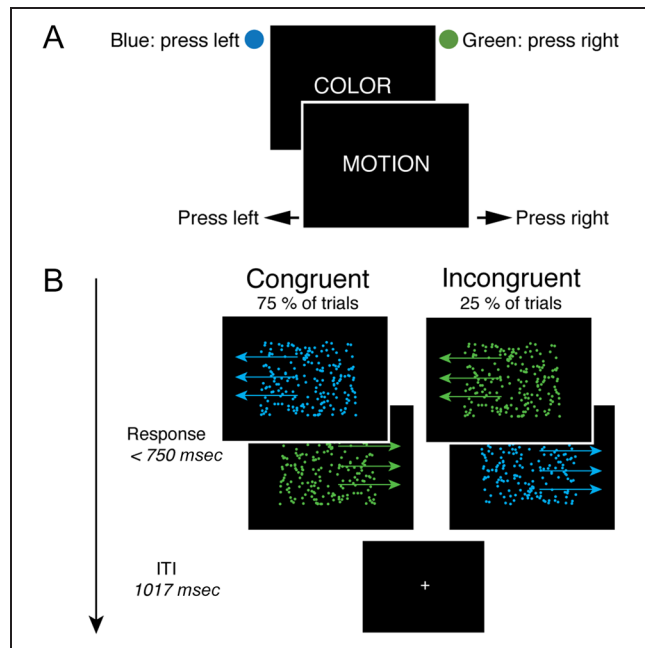 A
Blue: press left
Green: press right
COLOR
MOTION
Press left
Press right
B
Congruent
75 % of trials
Incongruent
25 % of trials
Response
< 750 msec
ITI
1017 msec
+